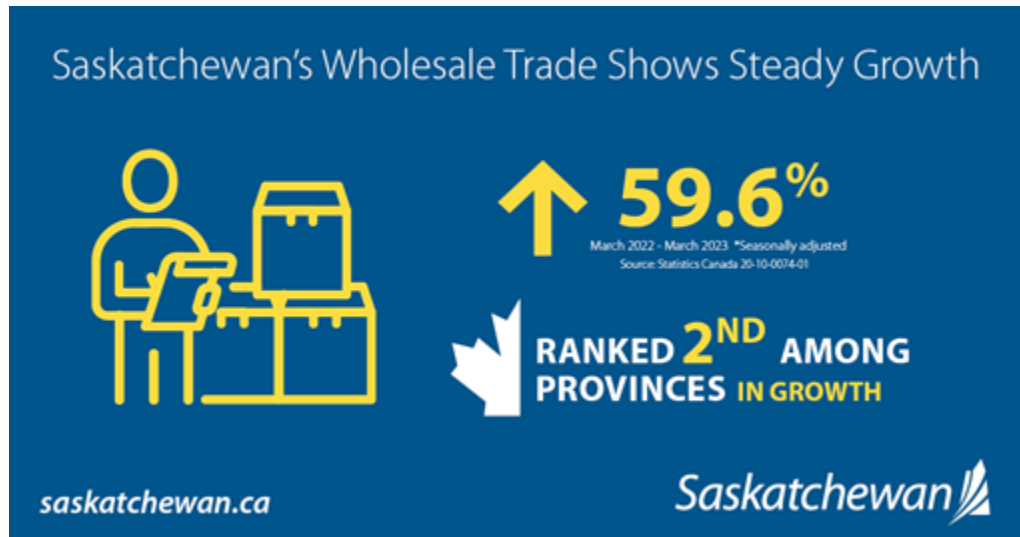 Saskatchewan's Wholesale Trade Shows Steady Growth
59.6%
March 2022 - March 2023 *Seasonally adjusted
Source: Statistics Canada 20-10-0074-01
RANKED 2ND AMONG
PROVINCES IN GROWTH
saskatchewan.ca
Saskatchewan